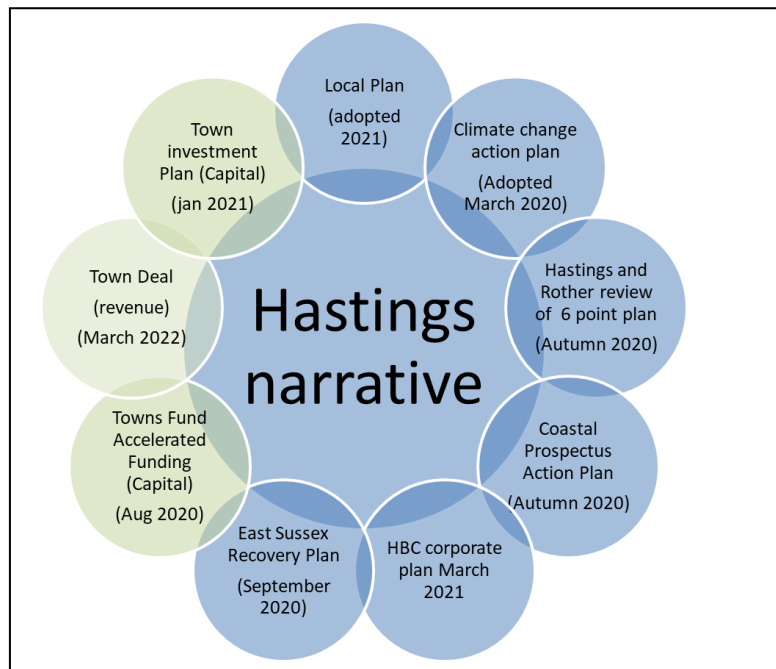 Local Plan
(adopted
2021)
Climate change
action plan
(Adopted
March 2020)
Hastings and
Rother review
of 6 point plan
(Autumn 2020)
Coastal
Prospectus
Action Plan
(Autumn 2020)
HBC corporate
plan March
2021
East Sussex
Recovery Plan
(September
2020)
Towns Fund
Accelerated
Funding
(Capital)
(Aug 2020)
Town Deal
(revenue)
(March 2022)
Town
investment
Plan (Capital)
(jan 2021)
Hastings
narrative